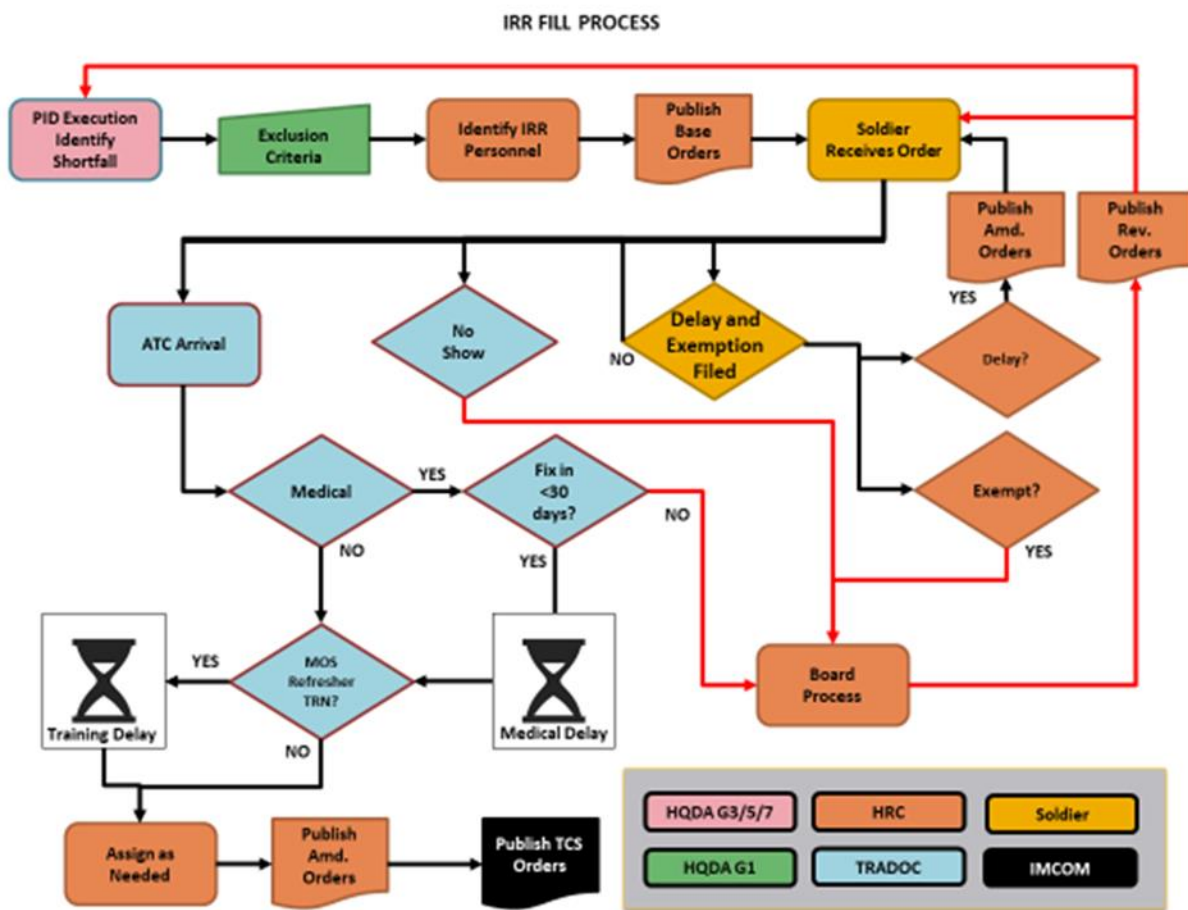 IRR FILL PROCESS
PID Execution
Identify
Shortfall
Exclusion
Criteria
Identify IRR
Personnel
Publish
Base
Orders
Soldier
Receives Order
Publish
Amd.
Orders
Publish
Rev.
Orders
ATC Arrival
No
Show
NO
Delay and
Exemption
Filed
YES
Delay?
Medical
YES
Fix in
<30
days?
NO
Exempt?
YES
NO
YES
MOS
Refresher
TRN?
YES
NO
Training Delay
Medical Delay
Board
Process
Assign as
Needed
Publish
Amd.
Orders
Publish TCS
Orders
HQDA G3/5/7
HRC
Soldier
HQDA G1
TRADOC
IMCOM